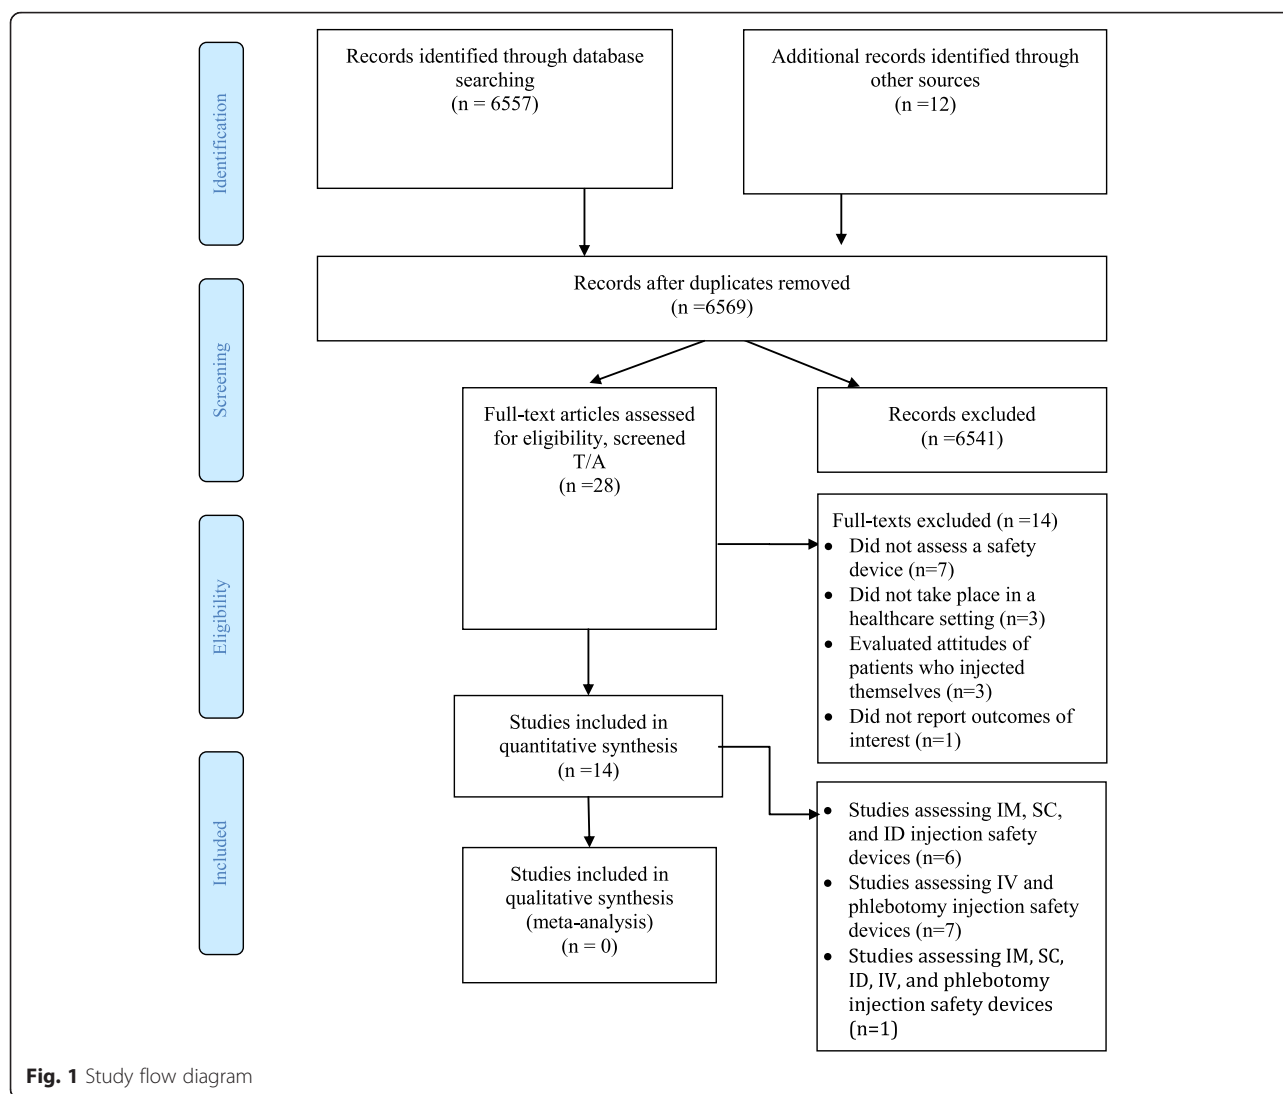 Identification
Records identified through database
searching
(n = 6557)
Additional records identified through
other sources
(n =12)
Records after duplicates removed
(n =6569)
Screening
Full-text articles assessed
for eligibility, screened
T/A
(n =28)
Records excluded
(n =6541)
Eligibility
Full-texts excluded (n =14)
• Did not assess a safety
device (n=7)
• Did not take place in a
healthcare setting (n=3)
• Evaluated attitudes of
patients who injected
themselves (n=3)
• Did not report outcomes of
interest (n=1)
Studies included in
quantitative synthesis
(n =14)
Included
Studies included in
qualitative synthesis
(meta-analysis)
(n = 0)
• Studies assessing IM, SC,
and ID injection safety
devices (n=6)
• Studies assessing IV and
phlebotomy injection safety
devices (n=7)
• Studies assessing IM, SC,
ID, IV, and phlebotomy
injection safety devices
(n=1)
Fig. 1 Study flow diagram